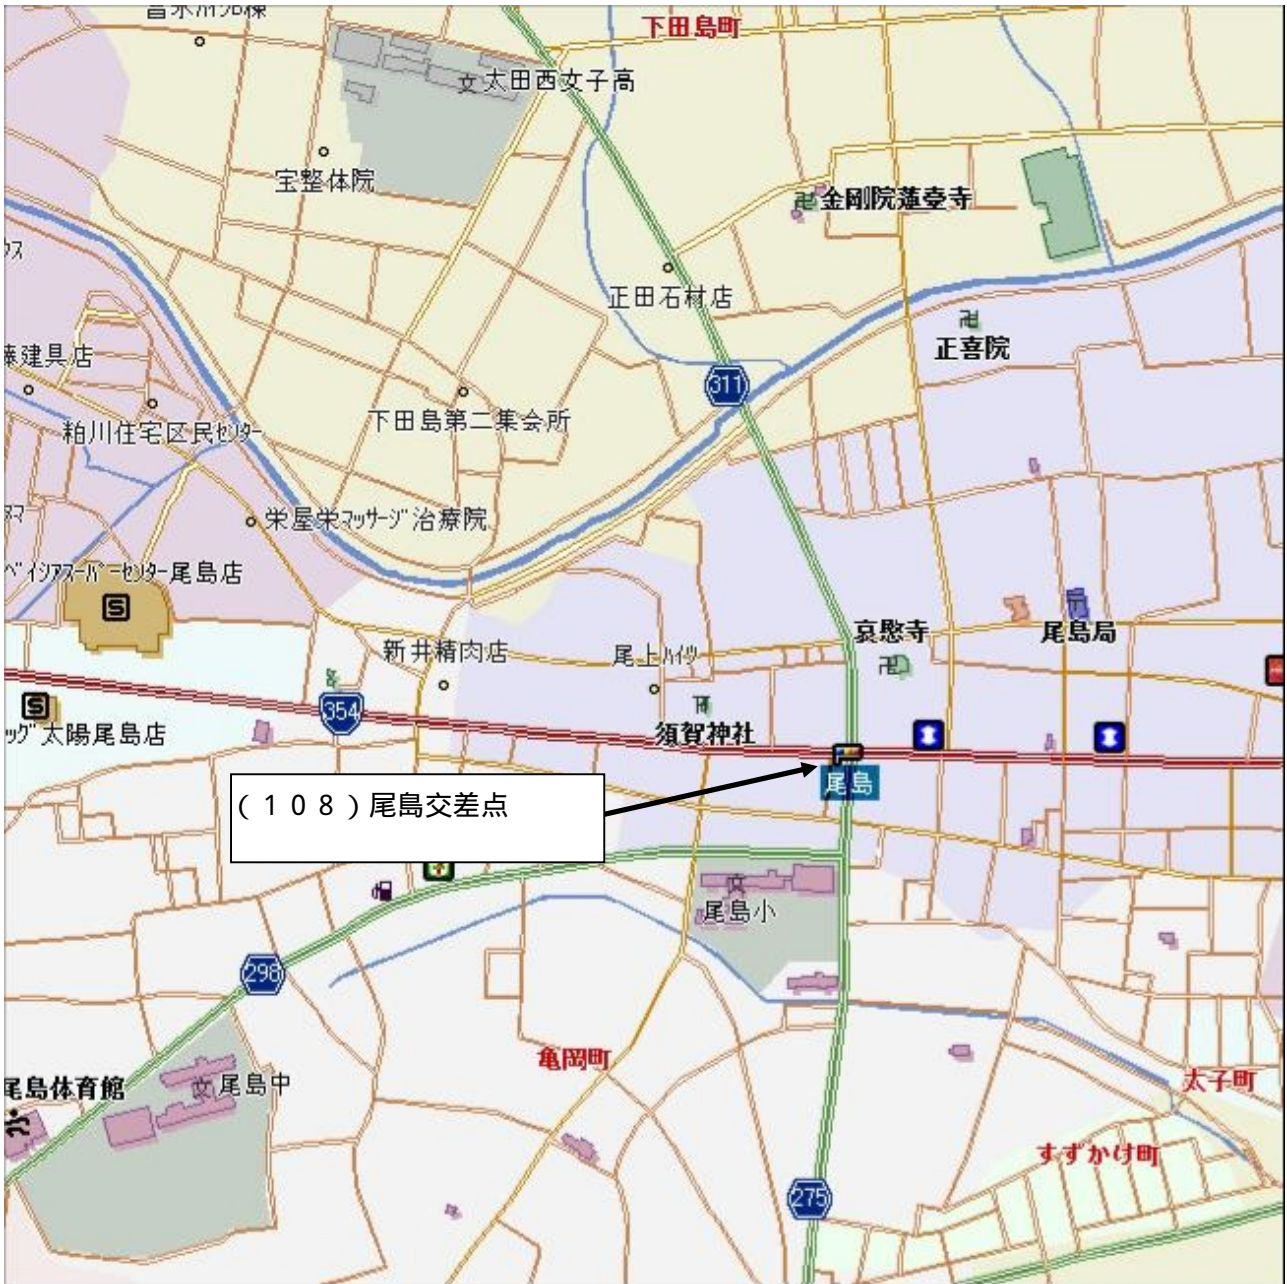 下田島町
太田西女子高
宝整体院
金剛院蓮臺寺
正田石材店
正喜院
建具店
311
下田島第二集会所
粕川住宅区民センター
栄屋栄マッサージ治療院
ベイシアスーパーセンター尾島店
S
哀愍寺
尾島局
新井精肉店
尾上ハイツ
354
S
太陽尾島店
須賀神社
尾島
(108)尾島交差点
尾島小
298
亀岡町
尾島体育館
尾島中
太子町
すずかけ町
275